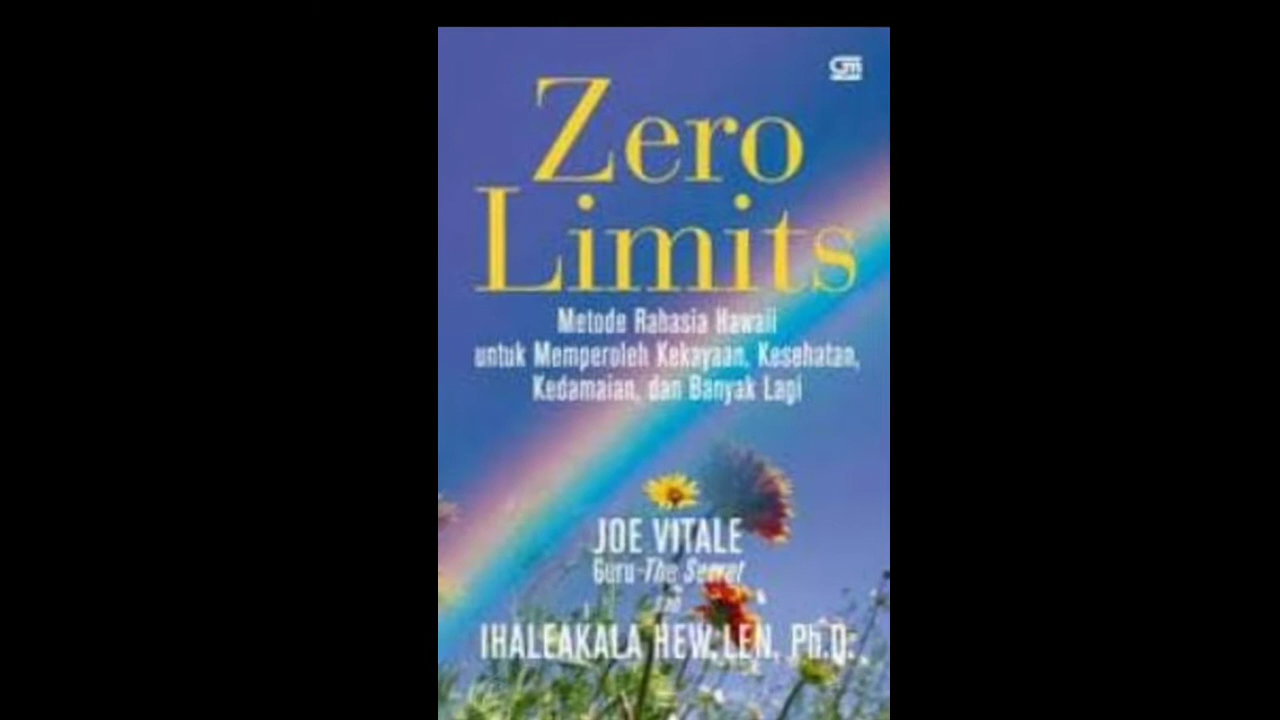 Zero
Limits
Metode Rahasia Hawaii
untuk Memperoleh Kekayaan, Kesehatan,
Kedamaian, dan Banyak Lagi
JOE VITALE
Guru The Secret
IHALEAKALA HEW LEN, Ph.D.